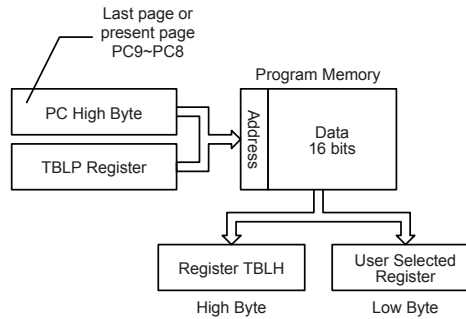 Last page or
present page
PC9~PC8
Program Memory
PC High Byte
TBLP Register
Address
Data
16 bits
Register TBLH
User Selected
Register
High Byte
Low Byte